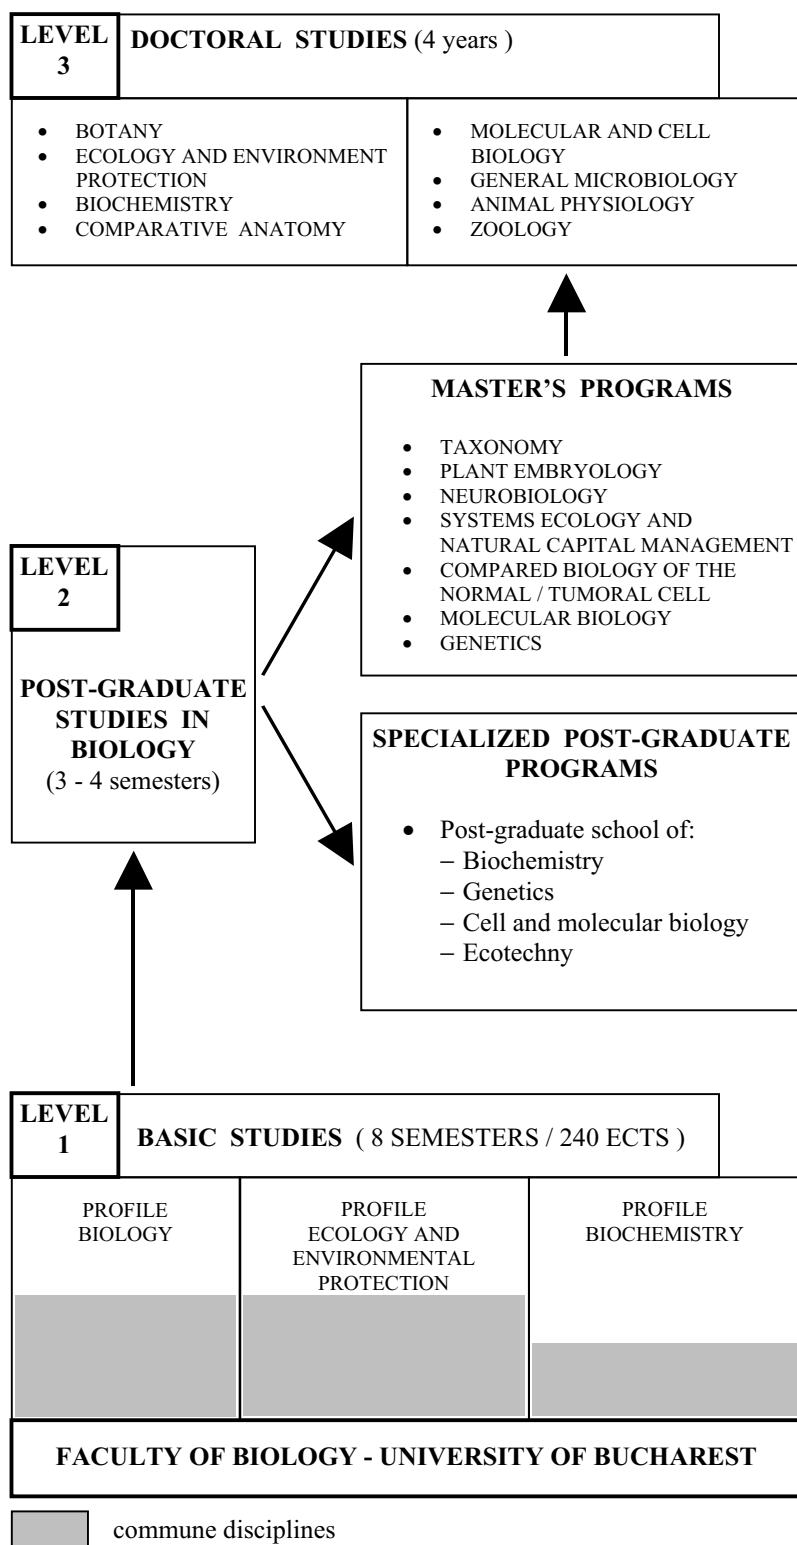 LEVEL
3
DOCTORAL STUDIES (4 years )
• BOTANY
• ECOLOGY AND ENVIRONMENT
PROTECTION
• BIOCHEMISTRY
• COMPARATIVE ANATOMY
• MOLECULAR AND CELL
BIOLOGY
• GENERAL MICROBIOLOGY
• ANIMAL PHYSIOLOGY
• ZOOLOGY
MASTER’S PROGRAMS
• TAXONOMY
• PLANT EMBRYOLOGY
• NEUROBIOLOGY
• SYSTEMS ECOLOGY AND
NATURAL CAPITAL MANAGEMENT
• COMPARED BIOLOGY OF THE
NORMAL / TUMORAL CELL
• MOLECULAR BIOLOGY
• GENETICS
LEVEL
2
POST-GRADUATE
STUDIES IN
BIOLOGY
(3 - 4 semesters)
SPECIALIZED POST-GRADUATE
PROGRAMS
• Post-graduate school of:
– Biochemistry
– Genetics
– Cell and molecular biology
– Ecotechny
LEVEL
1
BASIC STUDIES ( 8 SEMESTERS / 240 ECTS )
PROFILE
BIOLOGY
PROFILE
ECOLOGY AND
ENVIRONMENTAL
PROTECTION
PROFILE
BIOCHEMISTRY
FACULTY OF BIOLOGY - UNIVERSITY OF BUCHAREST
commune disciplines